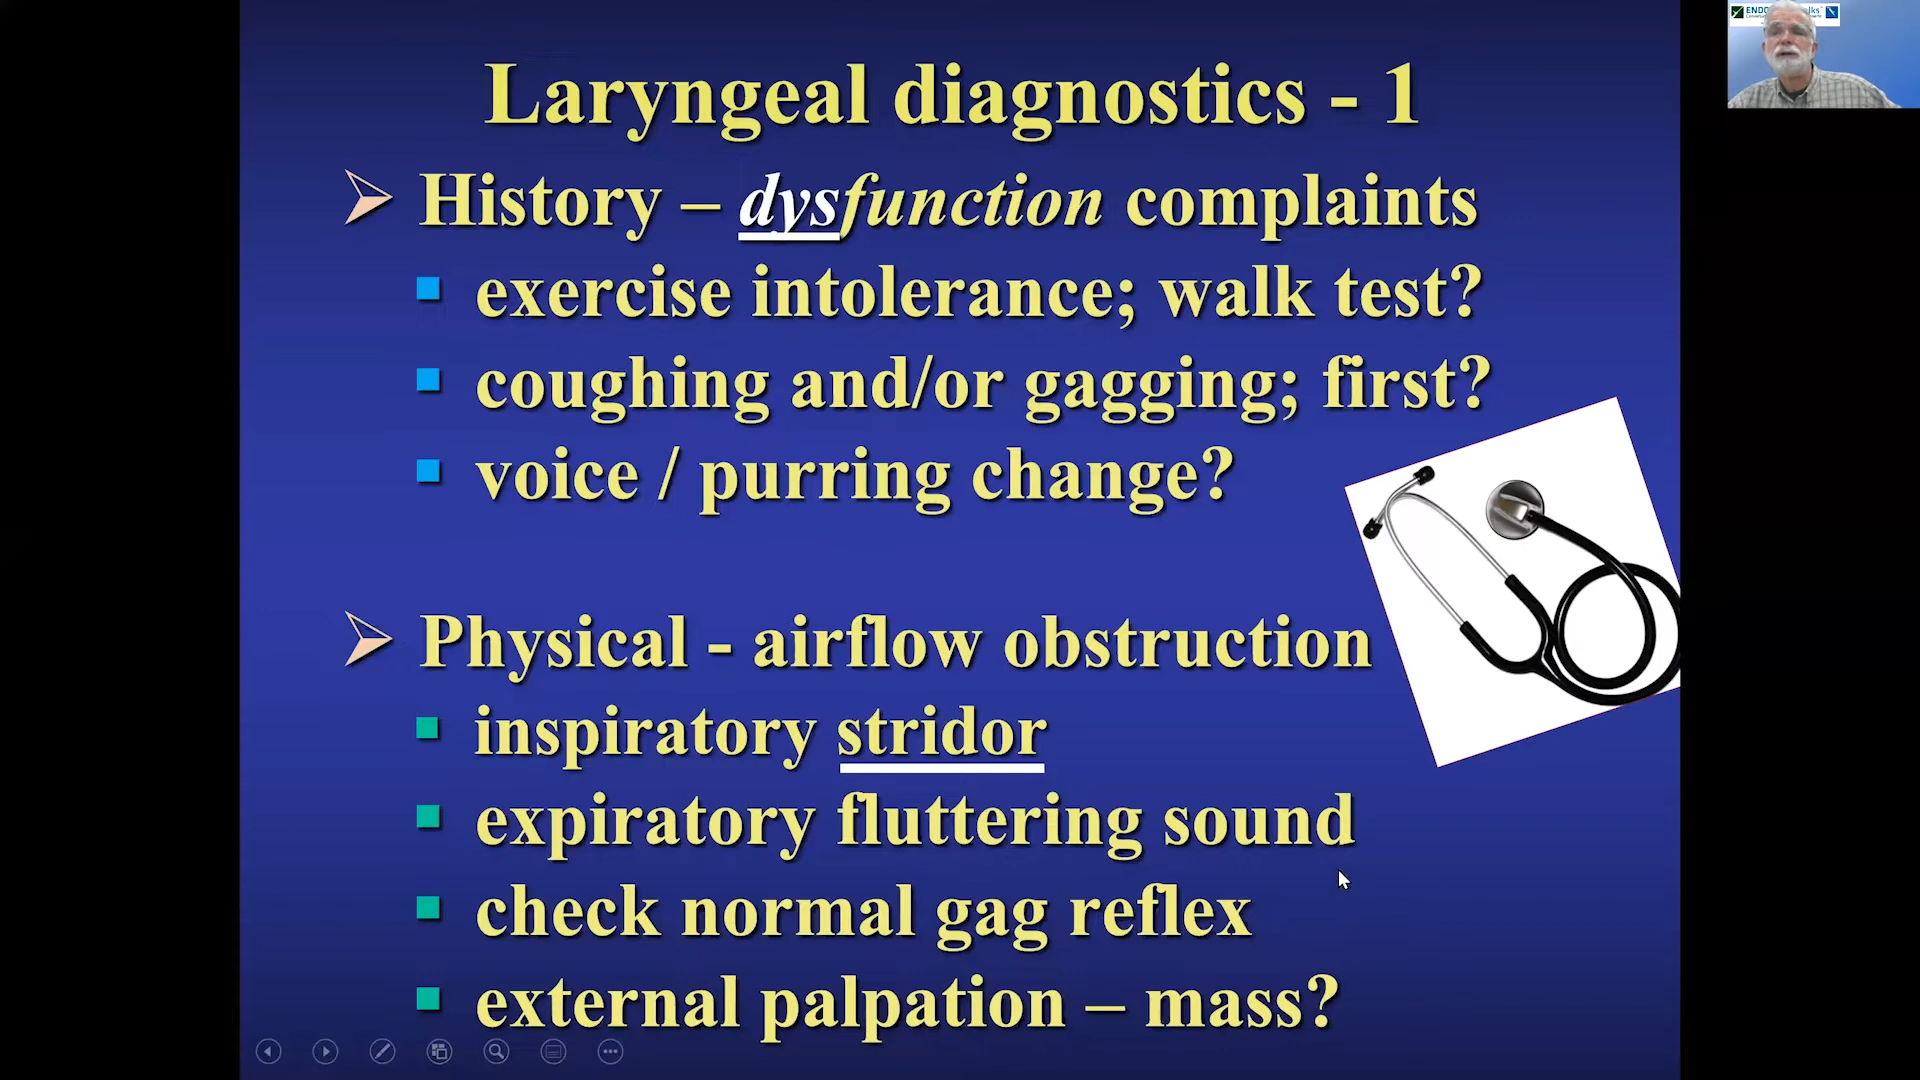 Laryngeal diagnostics - 1
History – dysfunction complaints
exercise intolerance; walk test?
coughing and/or gagging; first?
voice / purring change?
Physical - airflow obstruction
inspiratory stridor
expiratory fluttering sound
check normal gag reflex
external palpation – mass?